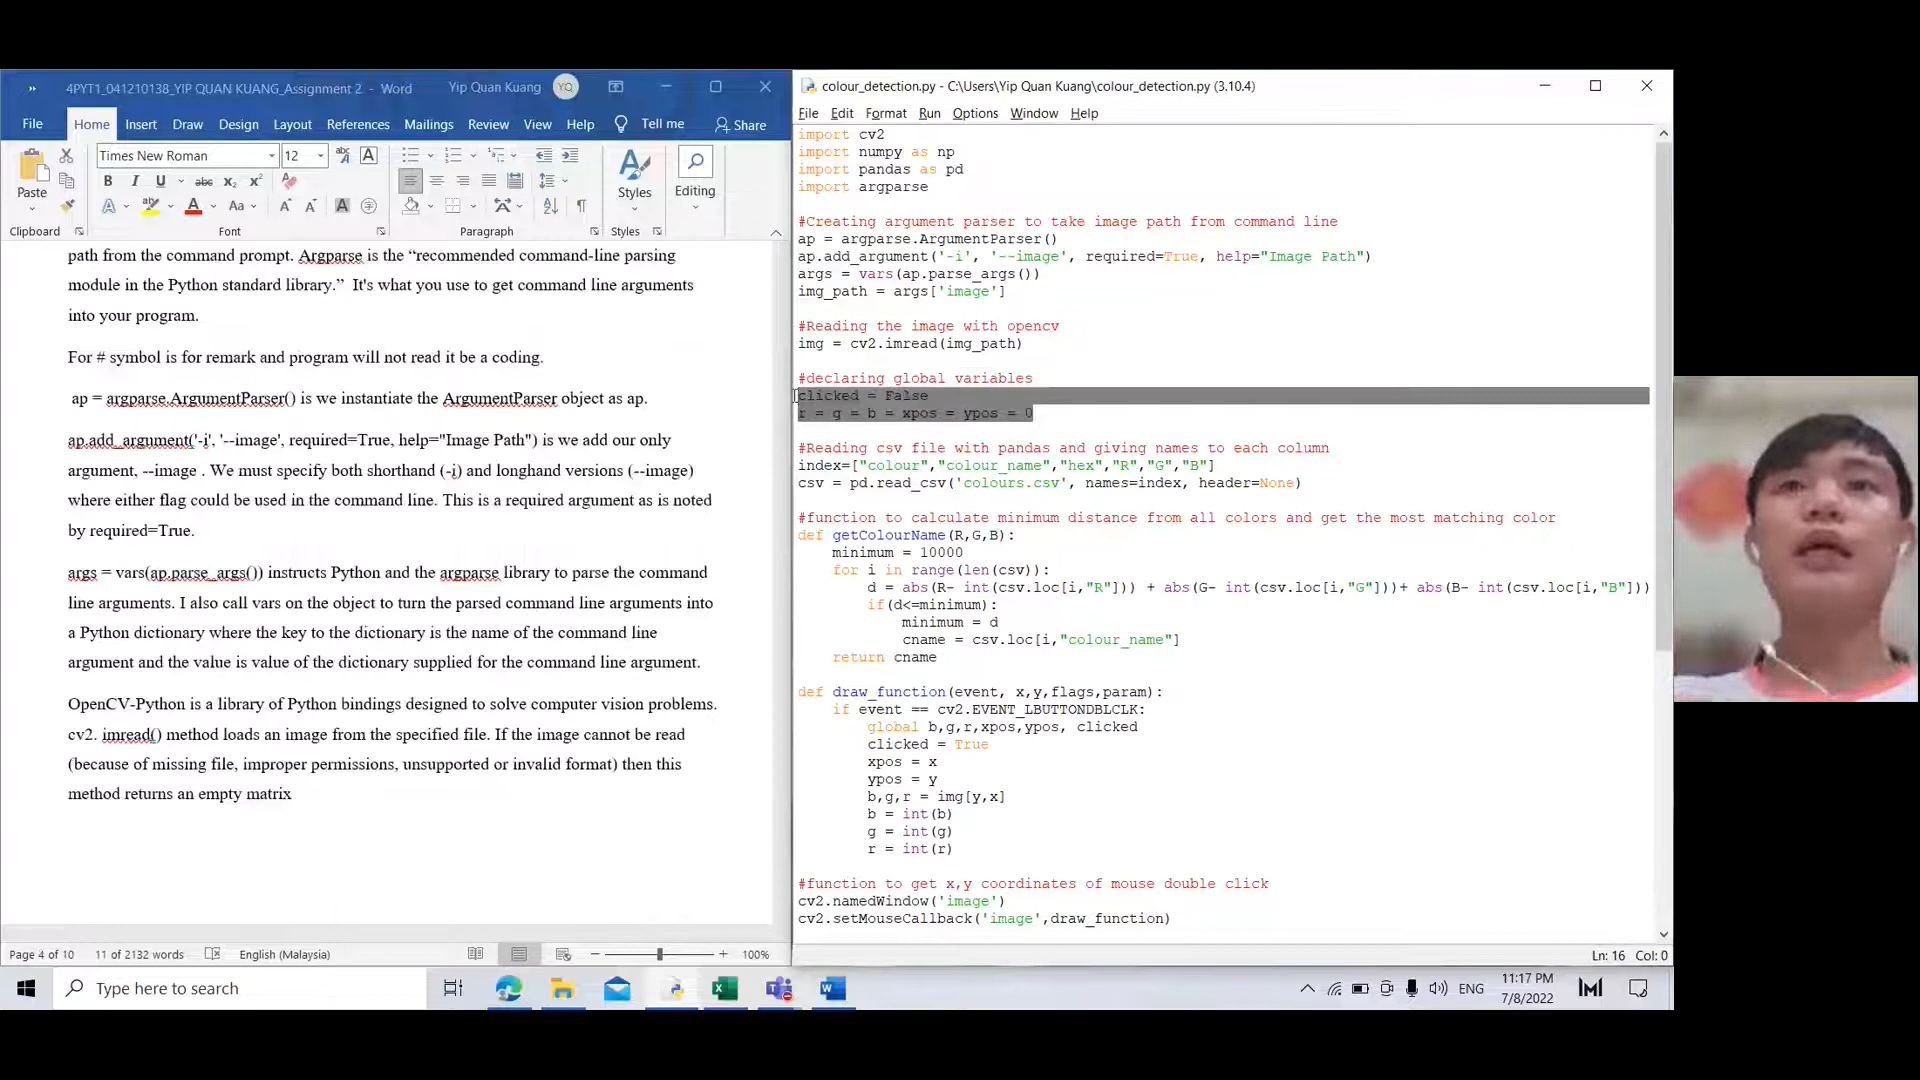 4PYT1_041210138_YIP QUAN KUANG_Assignment 2 - Word
Yip Quan Kuang
YQ
File Home Insert Draw Design Layout References Mailings Review View Help Tell me Share
Paste
Times New Roman 12
B I U abc X2 X2
A A Aa A A A
Styles
Editing
Clipboard Font Paragraph Styles
path from the command prompt. Argparse is the “recommended command-line parsing
module in the Python standard library.” It's what you use to get command line arguments
into your program.
For # symbol is for remark and program will not read it be a coding.
ap = argparse.ArgumentParser() is we instantiate the ArgumentParser object as ap.
ap.add_argument('-i', '--image', required=True, help="Image Path") is we add our only
argument, --image . We must specify both shorthand (-i) and longhand versions (--image)
where either flag could be used in the command line. This is a required argument as is noted
by required=True.
args = vars(ap.parse_args()) instructs Python and the argparse library to parse the command
line arguments. I also call vars on the object to turn the parsed command line arguments into
a Python dictionary where the key to the dictionary is the name of the command line
argument and the value is value of the dictionary supplied for the command line argument.
OpenCV-Python is a library of Python bindings designed to solve computer vision problems.
cv2. imread() method loads an image from the specified file. If the image cannot be read
(because of missing file, improper permissions, unsupported or invalid format) then this
method returns an empty matrix
Page 4 of 10 11 of 2132 words English (Malaysia) 100%
colour_detection.py - C:\Users\Yip Quan Kuang\colour_detection.py (3.10.4)
File Edit Format Run Options Window Help
import cv2
import numpy as np
import pandas as pd
import argparse
#Creating argument parser to take image path from command line
ap = argparse.ArgumentParser()
ap.add_argument('-i', '--image', required=True, help="Image Path")
args = vars(ap.parse_args())
img_path = args['image']
#Reading the image with opencv
img = cv2.imread(img_path)
#declaring global variables
clicked = False
r = g = b = xpos = ypos = 0
#Reading csv file with pandas and giving names to each column
index=["colour","colour_name","hex","R","G","B"]
csv = pd.read_csv('colours.csv', names=index, header=None)
#function to calculate minimum distance from all colors and get the most matching color
def getColourName(R,G,B):
    minimum = 10000
    for i in range(len(csv)):
        d = abs(R- int(csv.loc[i,"R"])) + abs(G- int(csv.loc[i,"G"]))+ abs(B- int(csv.loc[i,"B"]))
        if(d<=minimum):
            minimum = d
            cname = csv.loc[i,"colour_name"]
    return cname
def draw_function(event, x,y,flags,param):
    if event == cv2.EVENT_LBUTTONDBLCLK:
        global b,g,r,xpos,ypos, clicked
        clicked = True
        xpos = x
        ypos = y
        b,g,r = img[y,x]
        b = int(b)
        g = int(g)
        r = int(r)
#function to get x,y coordinates of mouse double click
cv2.namedWindow('image')
cv2.setMouseCallback('image',draw_function)
Ln: 16 Col: 0
Type here to search
ENG
11:17 PM
7/8/2022